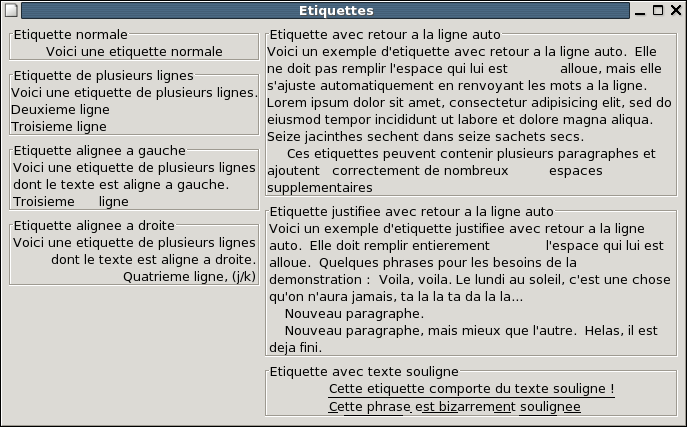 Etiquettes
Etiquette normale
Voici une etiquette normale
Etiquette de plusieurs lignes
Voici une etiquette de plusieurs lignes.
Deuxieme ligne
Troisieme ligne
Etiquette alignee a gauche
Voici une etiquette de plusieurs lignes
dont le texte est aligne a gauche.
Troisieme      ligne
Etiquette alignee a droite
Voici une etiquette de plusieurs lignes
dont le texte est aligne a droite.
Quatrieme ligne, (j/k)
Etiquette avec retour a la ligne auto
Voici un exemple d'etiquette avec retour a la ligne auto.  Elle
ne doit pas remplir l'espace qui lui est             alloue, mais elle
s'ajuste automatiquement en renvoyant les mots a la ligne.
Lorem ipsum dolor sit amet, consectetur adipisicing elit, sed do
eiusmod tempor incididunt ut labore et dolore magna aliqua.
Seize jacinthes sechent dans seize sachets secs.
     Ces etiquettes peuvent contenir plusieurs paragraphes et
ajoutent   correctement de nombreux          espaces
supplementaires
Etiquette justifiee avec retour a la ligne auto
Voici un exemple d'etiquette justifiee avec retour a la ligne
auto.  Elle doit remplir entierement              l'espace qui lui est
alloue.  Quelques phrases pour les besoins de la
demonstration :  Voila, voila. Le lundi au soleil, c'est une chose
qu'on n'aura jamais, ta la la ta da la la...
    Nouveau paragraphe.
    Nouveau paragraphe, mais mieux que l'autre.  Helas, il est
deja fini.
Etiquette avec texte souligne
Cette etiquette comporte du texte souligne !
Cette phrase est bizarrement soulignee